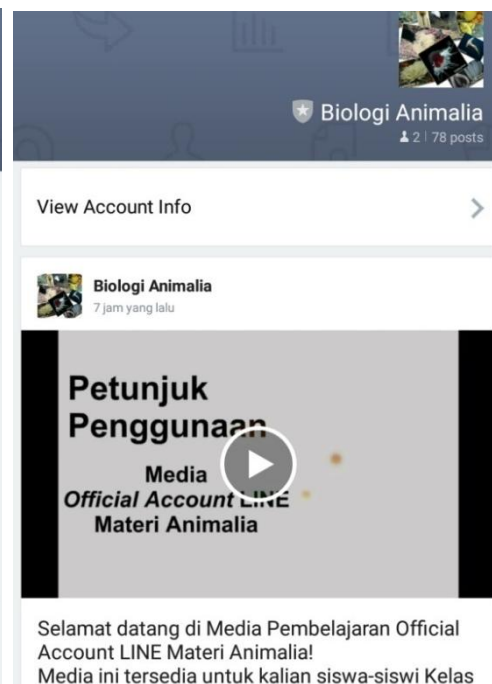 Biologi Animalia
2 | 78 posts
View Account Info
Biologi Animalia
7 jam yang lalu
Petunjuk
Penggunaan
Media
Official Account LINE
Materi Animalia
Selamat datang di Media Pembelajaran Official
Account LINE Materi Animalia!
Media ini tersedia untuk kalian siswa-siswi Kelas